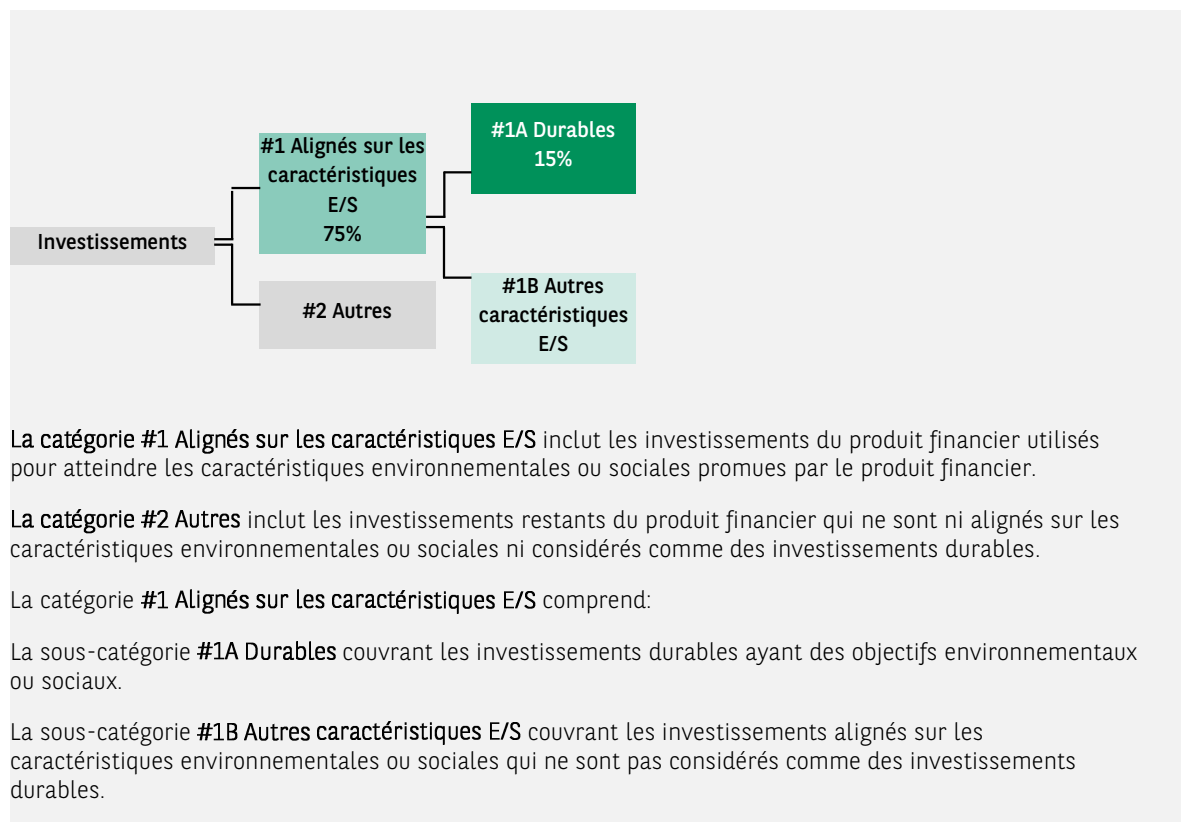 #1A Durables
15%
#1 Alignés sur les
caractéristiques
E/S
75%
Investissements
#2 Autres
#1B Autres
caractéristiques
E/S
La catégorie #1 Alignés sur les caractéristiques E/S inclut les investissements du produit financier utilisés
pour atteindre les caractéristiques environnementales ou sociales promues par le produit financier.
La catégorie #2 Autres inclut les investissements restants du produit financier qui ne sont ni alignés sur les
caractéristiques environnementales ou sociales ni considérés comme des investissements durables.
La catégorie #1 Alignés sur les caractéristiques E/S comprend:
La sous-catégorie #1A Durables couvrant les investissements durables ayant des objectifs environnementaux
ou sociaux.
La sous-catégorie #1B Autres caractéristiques E/S couvrant les investissements alignés sur les
caractéristiques environnementales ou sociales qui ne sont pas considérés comme des investissements
durables.